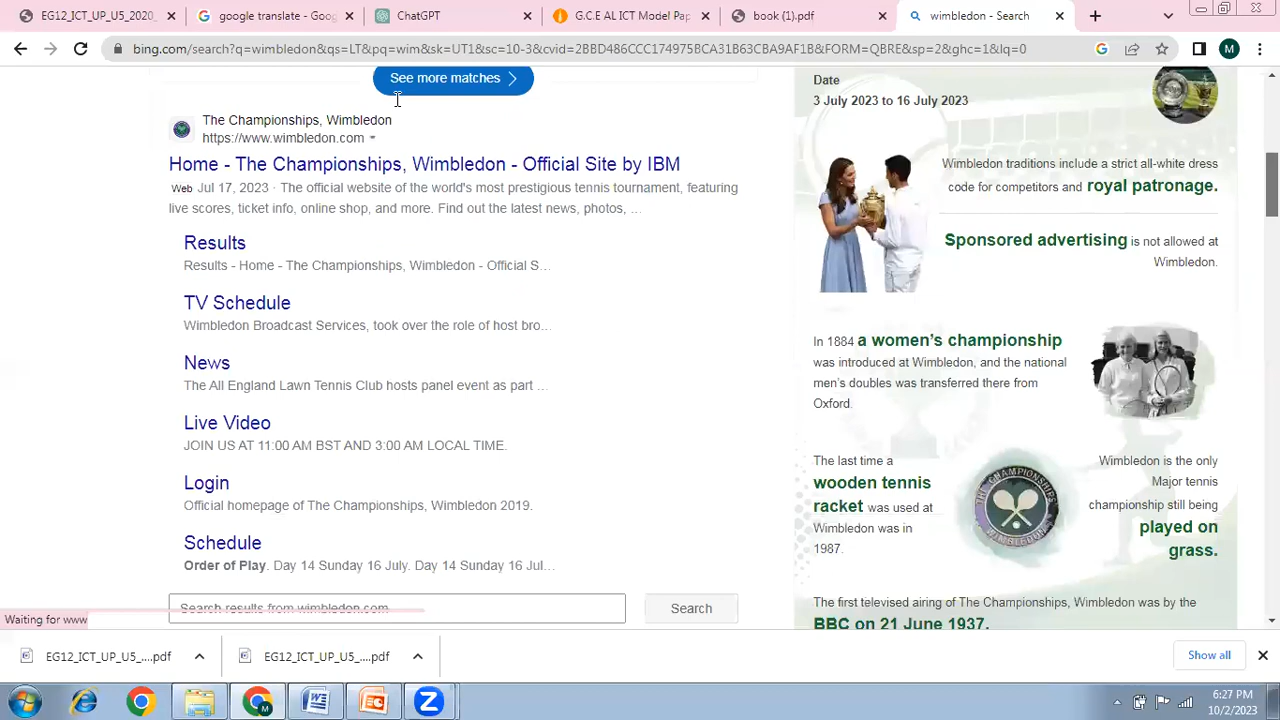 EG12_ICT_UP_U5_2020_
google translate - Goog
ChatGPT
G.C.E AL ICT Model Pap
book (1).pdf
wimbledon - Search
bing.com/search?q=wimbledon&qs=LT&pq=wim&sk=UT1&sc=10-3&cvid=2BBD486CCC174975BCA31B63CBA9AF1B&FORM=QBRE&sp=2&ghc=1&lq=0
M
See more matches
The Championships, Wimbledon
https://www.wimbledon.com
Home - The Championships, Wimbledon - Official Site by IBM
Web Jul 17, 2023 · The official website of the world's most prestigious tennis tournament, featuring
live scores, ticket info, online shop, and more. Find out the latest news, photos, ...
Results
Results - Home - The Championships, Wimbledon - Official S...
TV Schedule
Wimbledon Broadcast Services, took over the role of host bro...
News
The All England Lawn Tennis Club hosts panel event as part ...
Live Video
JOIN US AT 11:00 AM BST AND 3:00 AM LOCAL TIME.
Login
Official homepage of The Championships, Wimbledon 2019.
Schedule
Order of Play. Day 14 Sunday 16 July. Day 14 Sunday 16 Jul...
Search results from wimbledon.com
Search
Date
3 July 2023 to 16 July 2023
Wimbledon traditions include a strict all-white dress
code for competitors and royal patronage.
Sponsored advertising is not allowed at
Wimbledon.
In 1884 a women's championship
was introduced at Wimbledon, and the national
men's doubles was transferred there from
Oxford.
The last time a
wooden tennis
racket was used at
Wimbledon was in
1987.
THE CHAMPIONSHIPS
WIMBLEDON
Wimbledon is the only
Major tennis
championship still being
played on
grass.
The first televised airing of The Championships, Wimbledon was by the
BBC on 21 June 1937.
Waiting for www
EG12_ICT_UP_U5_....pdf
EG12_ICT_UP_U5_....pdf
Show all
6:27 PM
10/2/2023